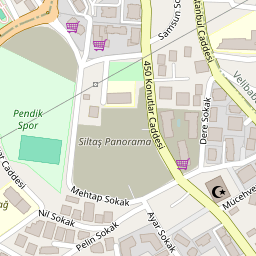 Samsun Sokak
İstanbul Caddesi
450 Konutlar Caddesi
Pendik
Spor
Siltaş Panorama
Dere Sokak
Mehtap Sokak
Nil Sokak
Pelin Sokak
Ayar Sokak
Caddesi